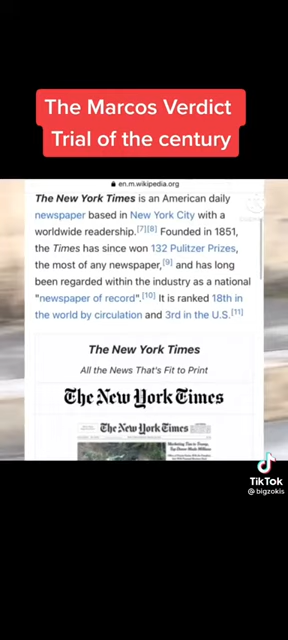 The Marcos Verdict
Trial of the century
en.m.wikipedia.org
The New York Times is an American daily
newspaper based in New York City with a
worldwide readership.[7][8] Founded in 1851,
the Times has since won 132 Pulitzer Prizes,
the most of any newspaper,[9] and has long
been regarded within the industry as a national
"newspaper of record".[10] It is ranked 18th in
the world by circulation and 3rd in the U.S.[11]
The New York Times
All the News That's Fit to Print
The New York Times
The New York Times
TikTok
@bigzokis